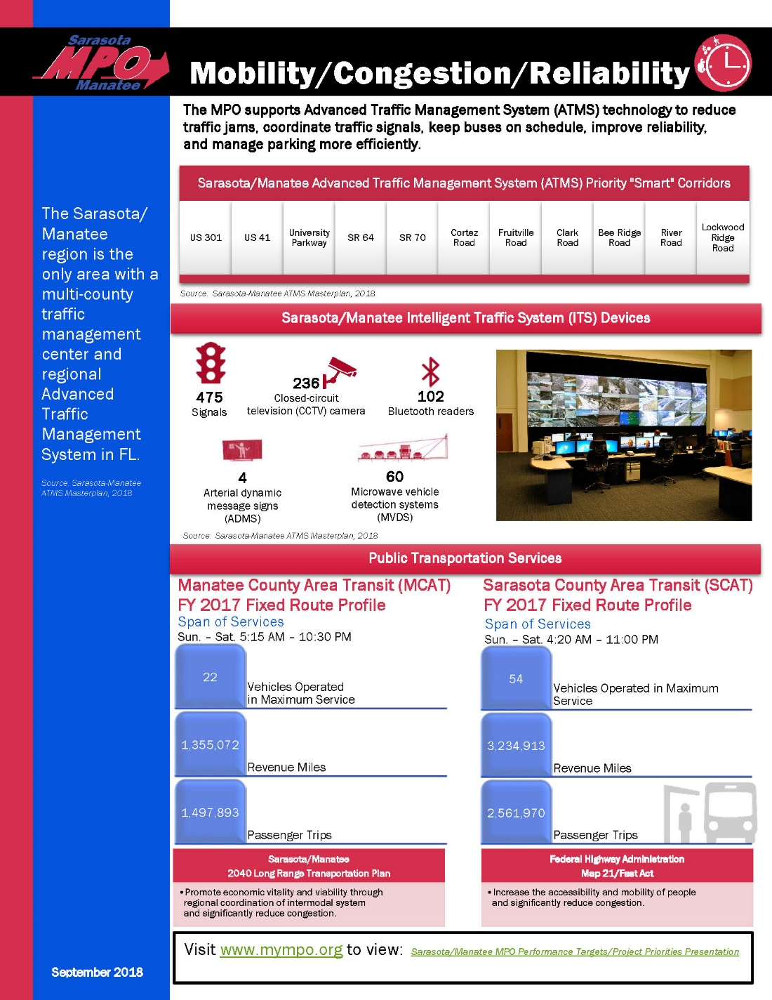 Sarasota
MPO
Manatee
Mobility/Congestion/Reliability
The MPO supports Advanced Traffic Management System (ATMS) technology to reduce
traffic jams, coordinate traffic signals, keep buses on schedule, improve reliability,
and manage parking more efficiently.
The Sarasota/
Manatee
region is the
only area with a
multi-county
traffic
management
center and
regional
Advanced
Traffic
Management
System in FL.
Source: Sarasota-Manatee
ATMS Masterplan, 2018
September 2018
Sarasota/Manatee Advanced Traffic Management System (ATMS) Priority "Smart" Corridors
US 301
US 41
University
Parkway
SR 64
SR 70
Cortez
Road
Fruitville
Road
Clark
Road
Bee Ridge
Road
River
Road
Lockwood
Ridge
Road
Source: Sarasota-Manatee ATMS Masterplan, 2018
Sarasota/Manatee Intelligent Traffic System (ITS) Devices
475
Signals
236
Closed-circuit
television (CCTV) camera
102
Bluetooth readers
4
Arterial dynamic
message signs
(ADMS)
60
Microwave vehicle
detection systems
(MVDS)
Source: Sarasota-Manatee ATMS Masterplan, 2018
Public Transportation Services
Manatee County Area Transit (MCAT)
FY 2017 Fixed Route Profile
Span of Services
Sun. – Sat. 5:15 AM – 10:30 PM
22
Vehicles Operated
in Maximum Service
1,355,072
Revenue Miles
1,497,893
Passenger Trips
Sarasota County Area Transit (SCAT)
FY 2017 Fixed Route Profile
Span of Services
Sun. – Sat. 4:20 AM – 11:00 PM
54
Vehicles Operated in Maximum
Service
3,234,913
Revenue Miles
2,561,970
Passenger Trips
Sarasota/Manatee
2040 Long Range Transportation Plan
•Promote economic vitality and viability through
regional coordination of intermodal system
and significantly reduce congestion.
Federal Highway Administration
Map 21/Fast Act
•Increase the accessibility and mobility of people
and significantly reduce congestion.
Visit www.mympo.org to view: Sarasota/Manatee MPO Performance Targets/Project Priorities Presentation